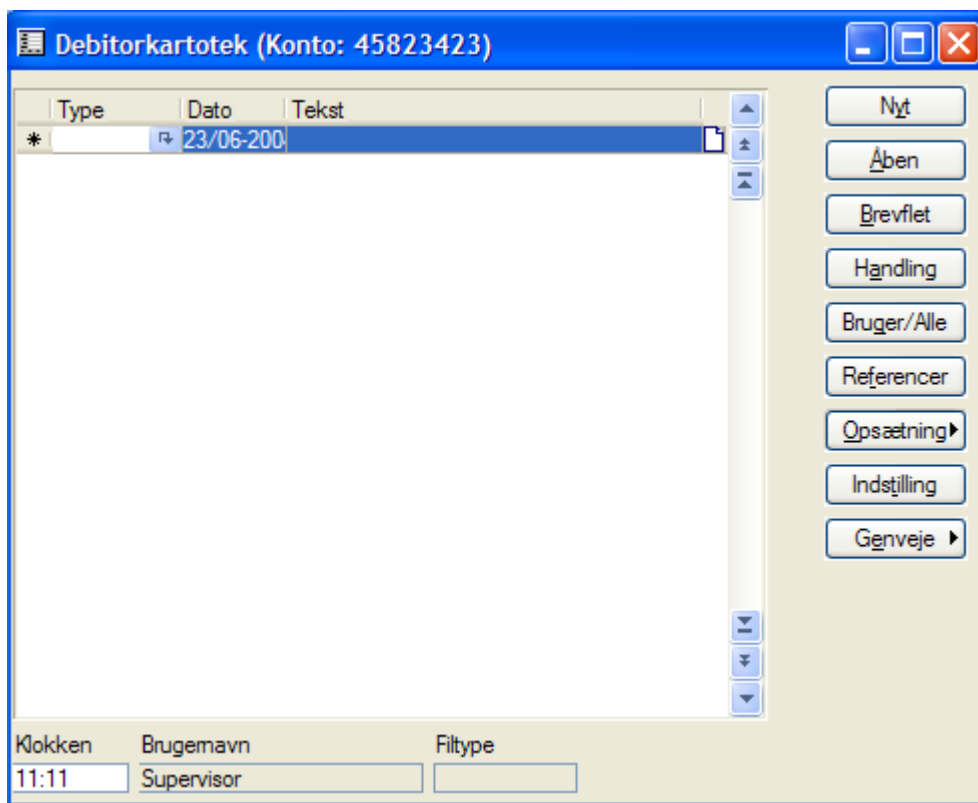 Debitorkartotek (Konto: 45823423)
Type Dato Tekst
* 23/06-200
Nyt
Åben
Brevflet
Handling
Bruger/Alle
Referencer
Opsætning
Indstilling
Genveje
Klokken Brugernavn Filtype
11:11 Supervisor